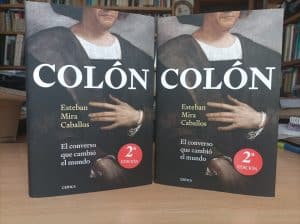 COLÓN
Esteban
Mira
Caballos
El converso
que cambió
el mundo
2ª
EDICIÓN
CRÍTICA
COLÓN
Esteban
Mira
Caballos
El converso
que cambió
el mundo
2ª
EDICIÓN
CRÍTICA